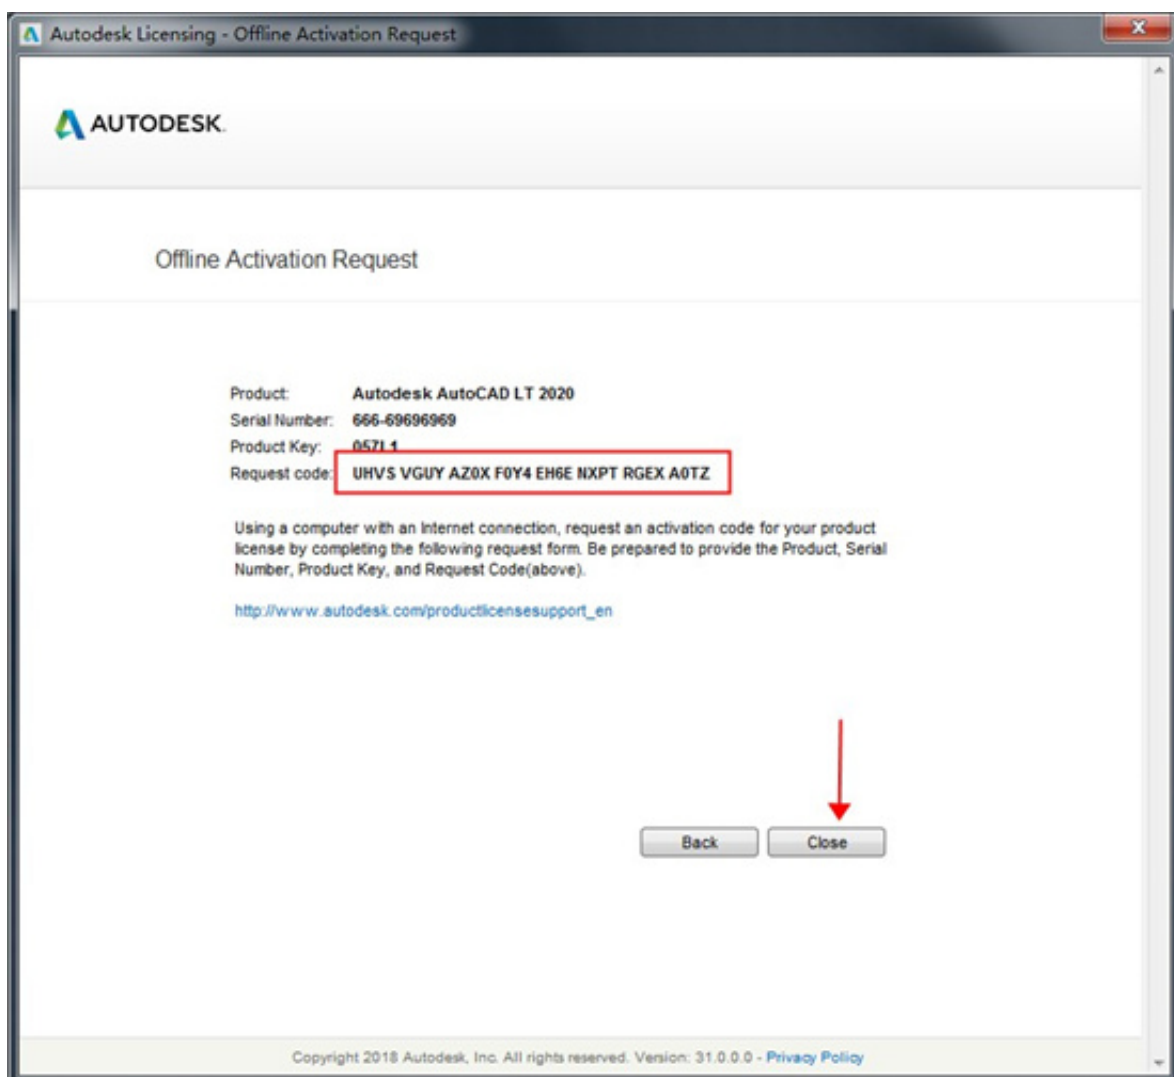 Autodesk Licensing - Offline Activation Request
AUTODESK.
Offline Activation Request
Product: Autodesk AutoCAD LT 2020
Serial Number: 666-69696969
Product Key: 057L1
Request code: UHVS VGUY AZ0X F0Y4 EH6E NXPT RGEX A0TZ
Using a computer with an Internet connection, request an activation code for your product
license by completing the following request form. Be prepared to provide the Product, Serial
Number, Product Key, and Request Code(above).
http://www.autodesk.com/productlicensesupport_en
Back Close
Copyright 2018 Autodesk, Inc. All rights reserved. Version: 31.0.0.0 - Privacy Policy